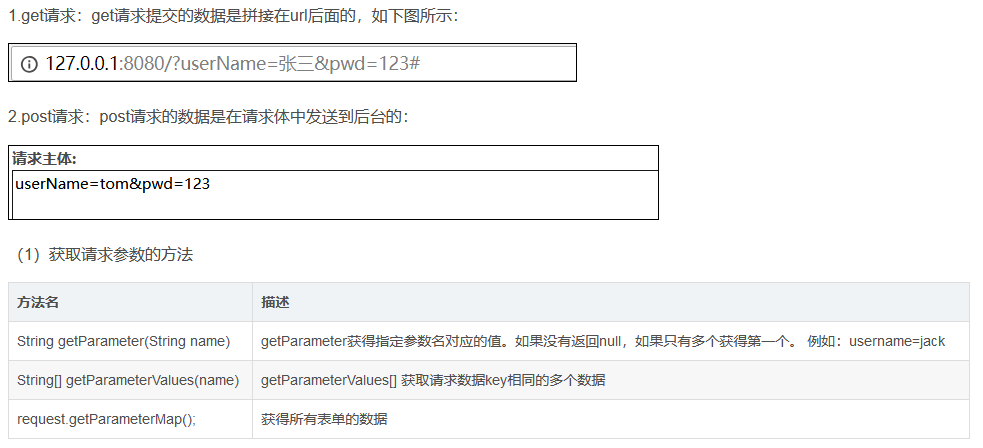 1.get请求：get请求提交的数据是拼接在url后面的，如下图所示：
127.0.0.1:8080/?userName=张三&pwd=123#
2.post请求：post请求的数据是在请求体中发送到后台的：
请求主体:
userName=tom&pwd=123
（1）获取请求参数的方法
方法名 描述
String getParameter(String name) getParameter获得指定参数名对应的值。如果没有返回null，如果只有多个获得第一个。 例如：username=jack
String[] getParameterValues(name) getParameterValues[] 获取请求数据key相同的多个数据
request.getParameterMap(); 获得所有表单的数据